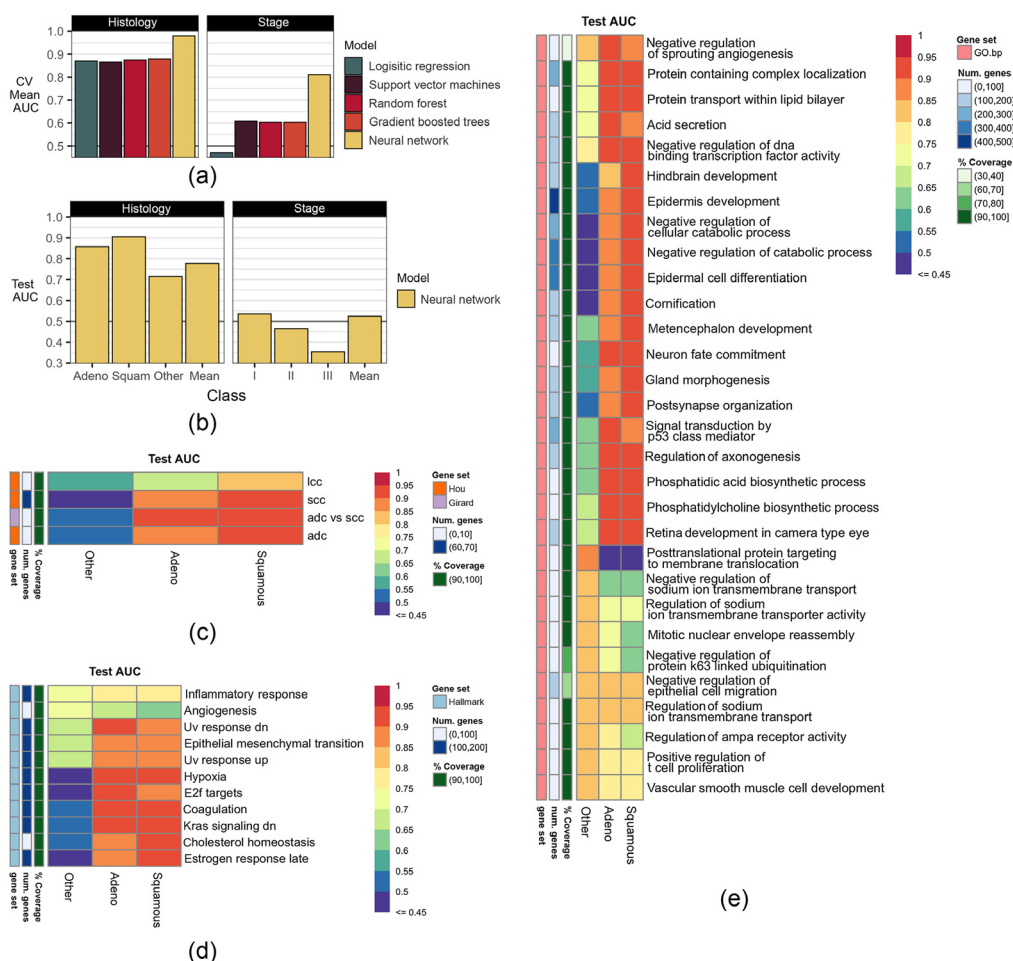 Histology
Stage
CV
Mean
AUC
1.0
0.9
0.8
0.7
0.6
0.5
Model
Logisitic regression
Support vector machines
Random forest
Gradient boosted trees
Neural network
(a)
Histology
Stage
Test
AUC
1.0
0.9
0.8
0.7
0.6
0.5
0.4
0.3
Adeno Squam Other Mean
I II III Mean
Class
Model
Neural network
(b)
Test AUC
lcc
scc
adc vs scc
adc
gene set
num. genes
% Coverage
Other
Adeno
Squamous
1
0.95
0.9
0.85
0.8
0.75
0.7
0.65
0.6
0.55
0.5
<= 0.45
Gene set
Hou
Girard
Num. genes
(0,10]
(60,70]
% Coverage
(90,100]
(c)
Test AUC
Inflammatory response
Angiogenesis
Uv response dn
Epithelial mesenchymal transition
Uv response up
Hypoxia
E2f targets
Coagulation
Kras signaling dn
Cholesterol homeostasis
Estrogen response late
gene set
num. genes
% Coverage
Other
Adeno
Squamous
1
0.95
0.9
0.85
0.8
0.75
0.7
0.65
0.6
0.55
0.5
<= 0.45
Gene set
Hallmark
Num. genes
(0,100]
(100,200]
% Coverage
(90,100]
(d)
Test AUC
Negative regulation
of sprouting angiogenesis
Protein containing complex localization
Protein transport within lipid bilayer
Acid secretion
Negative regulation of dna
binding transcription factor activity
Hindbrain development
Epidermis development
Negative regulation of
cellular catabolic process
Negative regulation of catabolic process
Epidermal cell differentiation
Cornification
Metencephalon development
Neuron fate commitment
Gland morphogenesis
Postsynapse organization
Signal transduction by
p53 class mediator
Regulation of axonogenesis
Phosphatidic acid biosynthetic process
Phosphatidylcholine biosynthetic process
Retina development in camera type eye
Posttranslational protein targeting
to membrane translocation
Negative regulation of
sodium ion transmembrane transport
Regulation of sodium
ion transmembrane transporter activity
Mitotic nuclear envelope reassembly
Negative regulation of
protein k63 linked ubiquitination
Negative regulation of
epithelial cell migration
Regulation of sodium
ion transmembrane transport
Regulation of ampa receptor activity
Positive regulation of
t cell proliferation
Vascular smooth muscle cell development
gene set
num. genes
% Coverage
Other
Adeno
Squamous
1
0.95
0.9
0.85
0.8
0.75
0.7
0.65
0.6
0.55
0.5
<= 0.45
Gene set
GO.bp
Num. genes
(0,100]
(100,200]
(200,300]
(300,400]
(400,500]
% Coverage
(30,40]
(60,70]
(70,80]
(90,100]
(e)